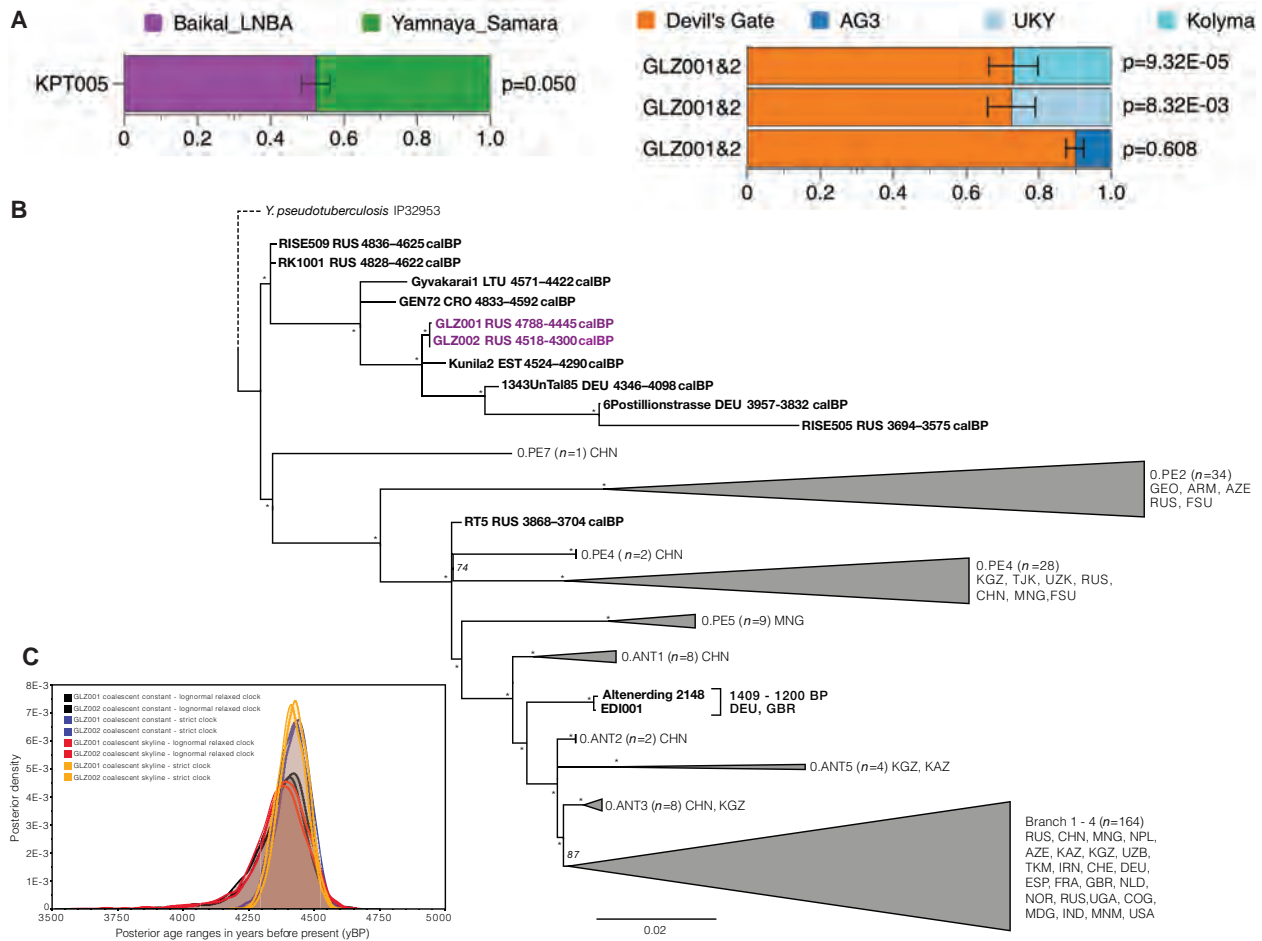 A
Baikal_LNBA
Yamnaya_Samara
KPT005
p=0.050
0 0.2 0.4 0.6 0.8 1.0
Devil's Gate
AG3
UKY
Kolyma
GLZ001&2
p=9.32E-05
GLZ001&2
p=8.32E-03
GLZ001&2
p=0.608
0 0.2 0.4 0.6 0.8 1.0
B
Y. pseudotuberculosis IP32953
RISE509 RUS 4836–4625 calBP
RK1001 RUS 4828–4622 calBP
Gyvakarai1 LTU 4571–4422 calBP
GEN72 CRO 4833–4592 calBP
GLZ001 RUS 4788-4445 calBP
GLZ002 RUS 4518-4300 calBP
Kunila2 EST 4524–4290 calBP
1343UnTal85 DEU 4346–4098 calBP
6Postillionstrasse DEU 3957-3832 calBP
RISE505 RUS 3694–3575 calBP
0.PE7 (n=1) CHN
0.PE2 (n=34)
GEO, ARM, AZE
RUS, FSU
RT5 RUS 3868–3704 calBP
0.PE4 (n=2) CHN
74
0.PE4 (n=28)
KGZ, TJK, UZK, RUS,
CHN, MNG,FSU
0.PE5 (n=9) MNG
0.ANT1 (n=8) CHN
Altenerding 2148
EDI001
1409 - 1200 BP
DEU, GBR
0.ANT2 (n=2) CHN
0.ANT5 (n=4) KGZ, KAZ
0.ANT3 (n=8) CHN, KGZ
87
Branch 1 - 4 (n=164)
RUS, CHN, MNG, NPL,
AZE, KAZ, KGZ, UZB,
TKM, IRN, CHE, DEU,
ESP, FRA, GBR, NLD,
NOR, RUS,UGA, COG,
MDG, IND, MNM, USA
0.02
C
8E-3
7E-3
6E-3
5E-3
4E-3
3E-3
2E-3
1E-3
0
Posterior density
GLZ001 coalescent constant - lognormal relaxed clock
GLZ002 coalescent constant - lognormal relaxed clock
GLZ001 coalescent constant - strict clock
GLZ002 coalescent constant - strict clock
GLZ001 coalescent skyline - lognormal relaxed clock
GLZ002 coalescent skyline - lognormal relaxed clock
GLZ001 coalescent skyline - strict clock
GLZ002 coalescent skyline - strict clock
3500 3750 4000 4250 4500 4750 5000
Posterior age ranges in years before present (yBP)